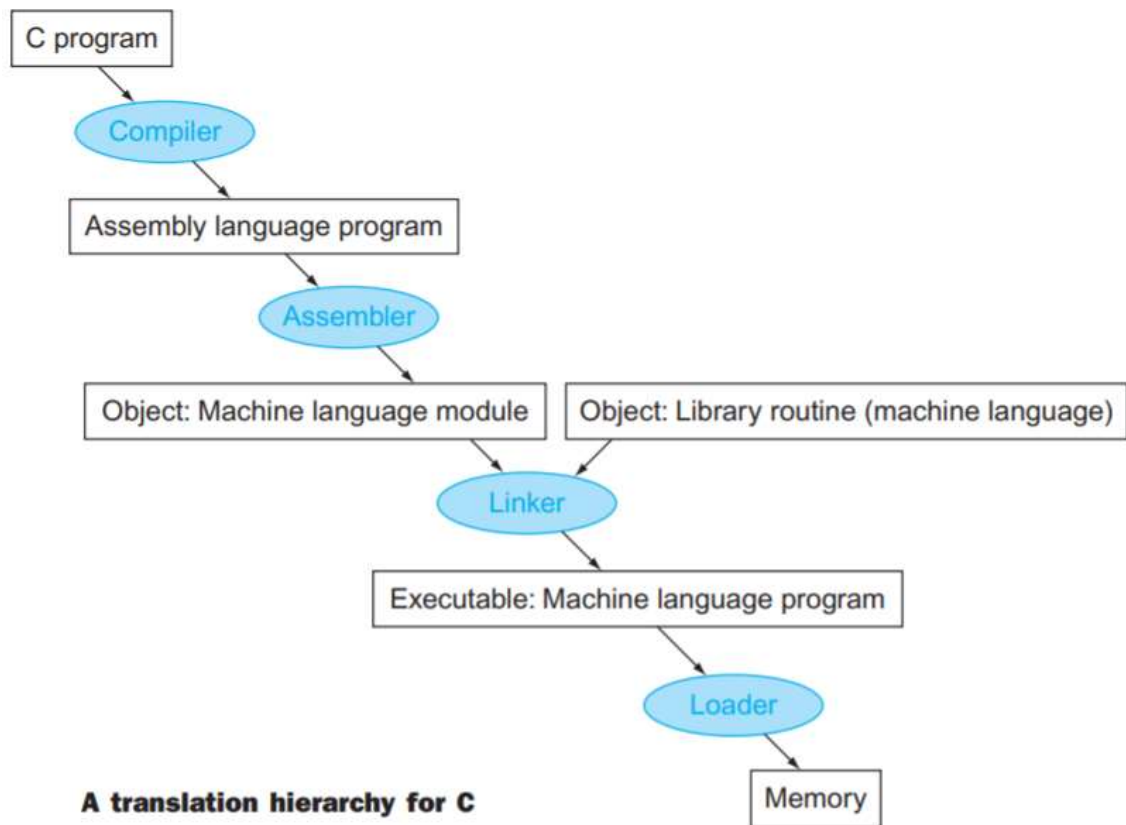 C program
Compiler
Assembly language program
Assembler
Object: Machine language module
Object: Library routine (machine language)
Linker
Executable: Machine language program
Loader
Memory
A translation hierarchy for C